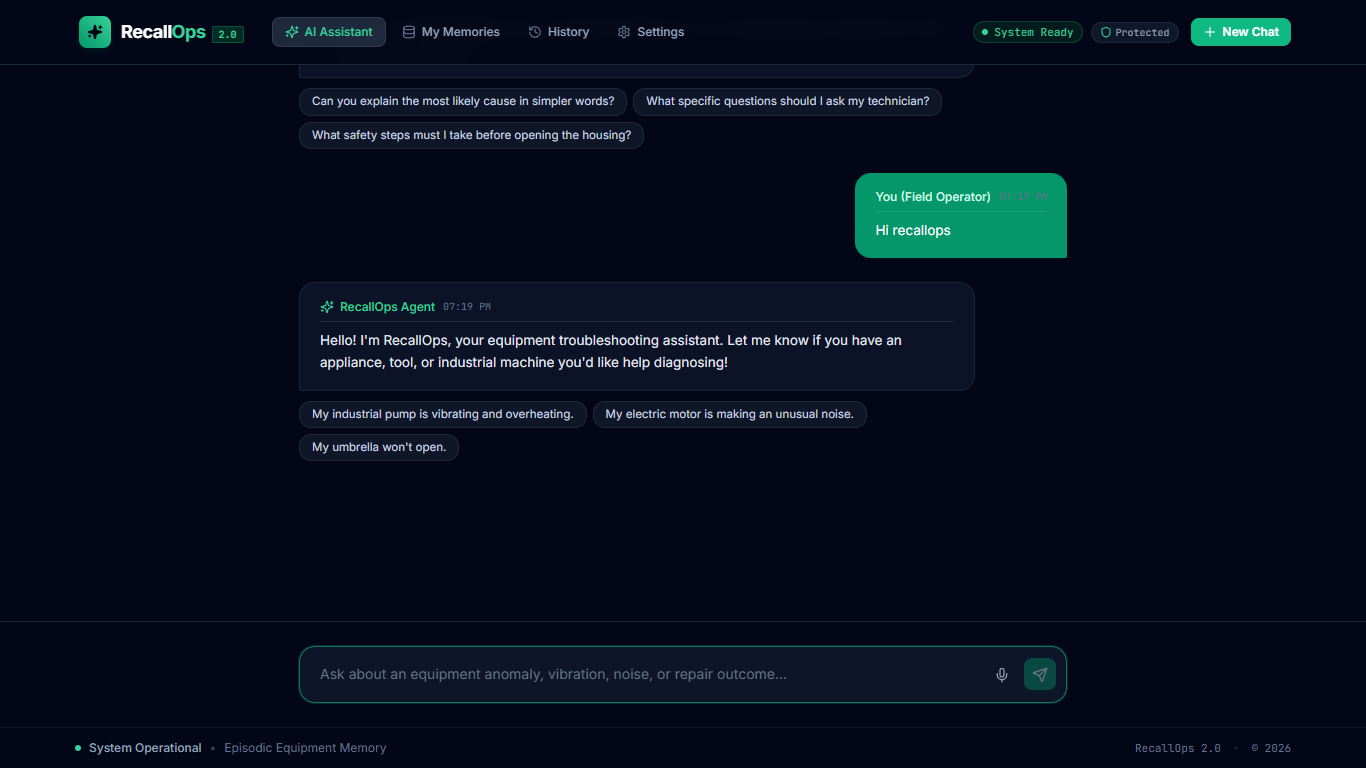 RecallOps 2.0
AI Assistant
My Memories
History
Settings
System Ready
Protected
New Chat
Can you explain the most likely cause in simpler words?
What specific questions should I ask my technician?
What safety steps must I take before opening the housing?
You (Field Operator) 07:19 PM
Hi recallops
RecallOps Agent 07:19 PM
Hello! I'm RecallOps, your equipment troubleshooting assistant. Let me know if you have an
appliance, tool, or industrial machine you'd like help diagnosing!
My industrial pump is vibrating and overheating.
My electric motor is making an unusual noise.
My umbrella won't open.
Ask about an equipment anomaly, vibration, noise, or repair outcome...
System Operational • Episodic Equipment Memory
RecallOps 2.0 · © 2026